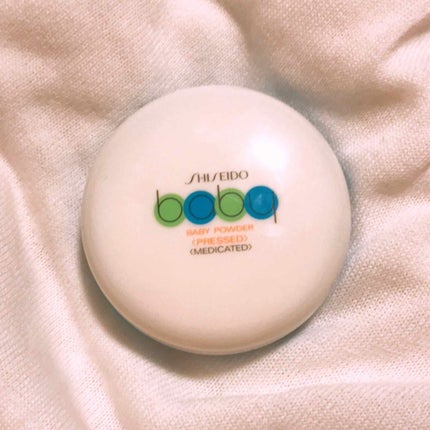 SHISEIDO
baby
BABY POWDER
<PRESSED>
<MEDICATED>